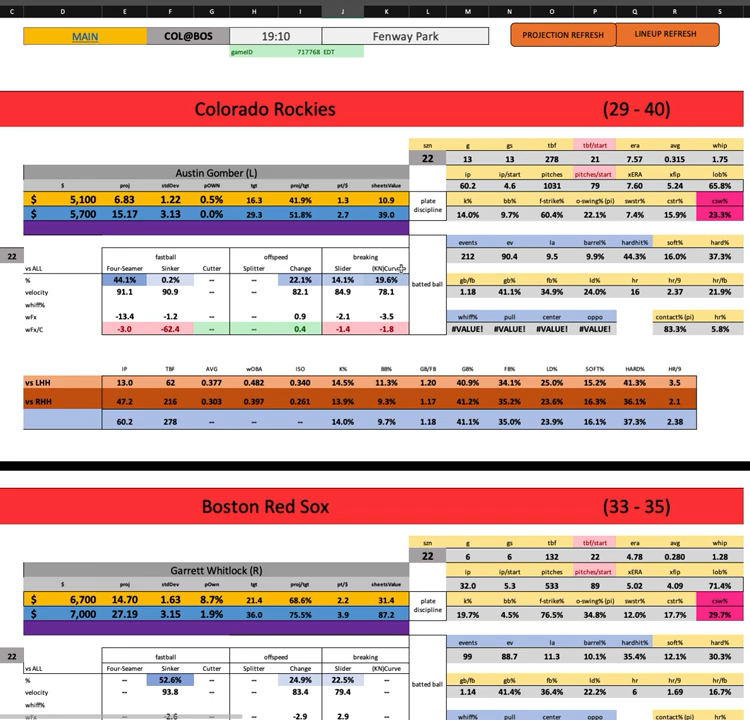 C D E F G H I J K L M N O P Q R S
MAIN COL@BOS 19:10 Fenway Park PROJECTION REFRESH LINEUP REFRESH
gameID 717768 EDT
Colorado Rockies (29 - 40)
szn g gs tbf tbf/start era avg whip
22 13 13 278 21 7.57 0.315 1.75
Austin Gomber (L) ip ip/start pitches pitches/start xERA xfip lob%
$ proj stdDev pOWN tgt proj/tgt pt/$ sheetsValue 60.2 4.6 1031 79 7.60 5.24 65.8%
$ 5,100 6.83 1.22 0.5% 16.3 41.9% 1.3 10.9 plate discipline k% bb% f-strike% o-swing% (pi) swstr% cstr% csw%
$ 5,700 15.17 3.13 0.0% 29.3 51.8% 2.7 39.0 14.0% 9.7% 60.4% 22.1% 7.4% 15.9% 23.3%
events ev la barrel% hardhit% soft% hard%
22 fastball offspeed breaking 212 90.4 9.5 9.9% 44.3% 16.0% 37.3%
vs ALL Four-Seamer Sinker Cutter Splitter Change Slider (KN)Curve
% 44.1% 0.2% -- -- 22.1% 14.1% 19.6% batted ball gb/fb gb% fb% ld% hr hr/9 hr/fb
velocity 91.1 90.9 -- -- 82.1 84.9 78.1 1.18 41.1% 34.9% 24.0% 16 2.37 21.9%
whiff%
wFx -13.4 -1.2 0.9 -2.1 -3.5 whiff% pull center oppo contact% (pi) hr%
wFx/C -3.0 -62.4 -- -- 0.4 -1.4 -1.8 #VALUE! #VALUE! #VALUE! #VALUE! 83.3% 5.8%
IP TBF AVG wOBA ISO K% BB% GB/FB GB% FB% LD% SOFT% HARD% HR/9
vs LHH 13.0 62 0.377 0.482 0.340 14.5% 11.3% 1.20 40.9% 34.1% 25.0% 15.2% 41.3% 3.5
vs RHH 47.2 216 0.303 0.397 0.261 13.9% 9.3% 1.17 41.2% 35.2% 23.6% 16.3% 36.1% 2.1
60.2 278 -- -- -- 14.0% 9.7% 1.18 41.1% 35.0% 23.9% 16.1% 37.3% 2.38
Boston Red Sox (33 - 35)
szn g gs tbf tbf/start era avg whip
22 6 6 132 22 4.78 0.280 1.28
Garrett Whitlock (R) ip ip/start pitches pitches/start xERA xfip lob%
$ proj stdDev pOwn tgt proj/tgt pt/$ sheetsValue 32.0 5.3 533 89 5.02 4.09 71.4%
$ 6,700 14.70 1.63 8.7% 21.4 68.6% 2.2 31.4 plate discipline k% bb% f-strike% o-swing% (pi) swstr% cstr% csw%
$ 7,000 27.19 3.15 1.9% 36.0 75.5% 3.9 87.2 19.7% 4.5% 76.5% 34.8% 12.0% 17.7% 29.7%
events ev la barrel% hardhit% soft% hard%
22 fastball offspeed breaking 99 88.7 11.3 10.1% 35.4% 12.1% 30.3%
vs ALL Four-Seamer Sinker Cutter Splitter Change Slider (KN)Curve
% -- 52.6% -- -- 24.9% 22.5% -- batted ball gb/fb gb% fb% ld% hr hr/9 hr/fb
velocity -- 93.8 -- -- 83.4 79.4 -- 1.14 41.4% 36.4% 22.2% 6 1.69 16.7%
whiff%
wFx -2.6 -2.9 2.9 whiff% pull center oppo contact% (pi) hr%